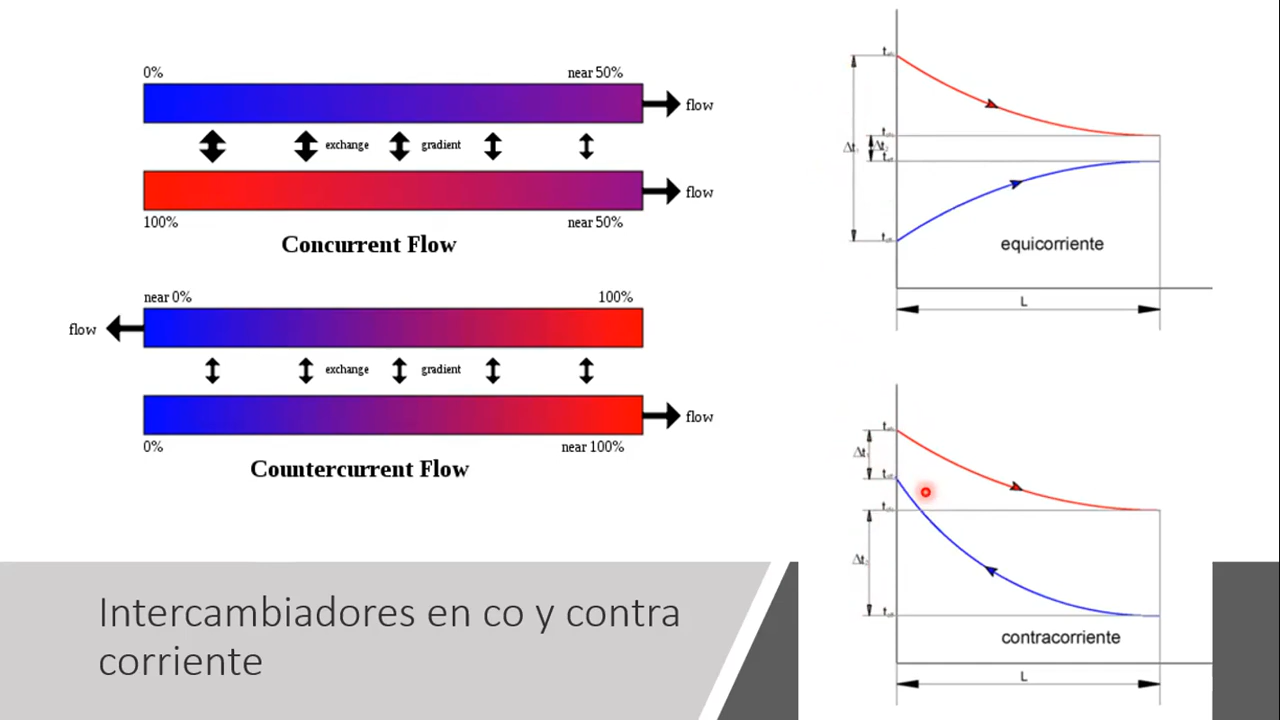 0%
near 50%
flow
exchange
gradient
flow
100%
near 50%
Concurrent Flow
near 0%
100%
flow
exchange
gradient
flow
0%
near 100%
Countercurrent Flow
equicorriente
L
contracorriente
L
Intercambiadores en co y contra
corriente